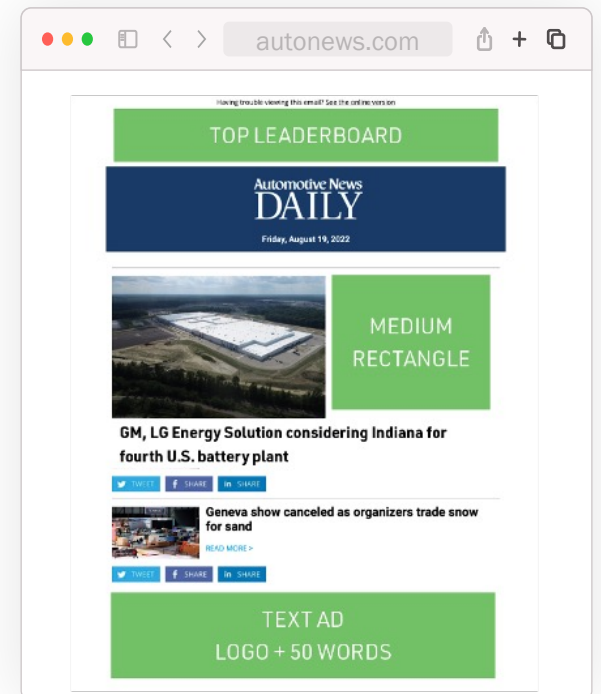 autonews.com
Having trouble viewing this email? See the online version
TOP LEADERBOARD
Automotive News
DAILY
Friday, August 19, 2022
MEDIUM
RECTANGLE
GM, LG Energy Solution considering Indiana for
fourth U.S. battery plant
TWEET SHARE SHARE
Geneva show canceled as organizers trade snow
for sand
READ MORE >
TWEET SHARE SHARE
TEXT AD
LOGO + 50 WORDS